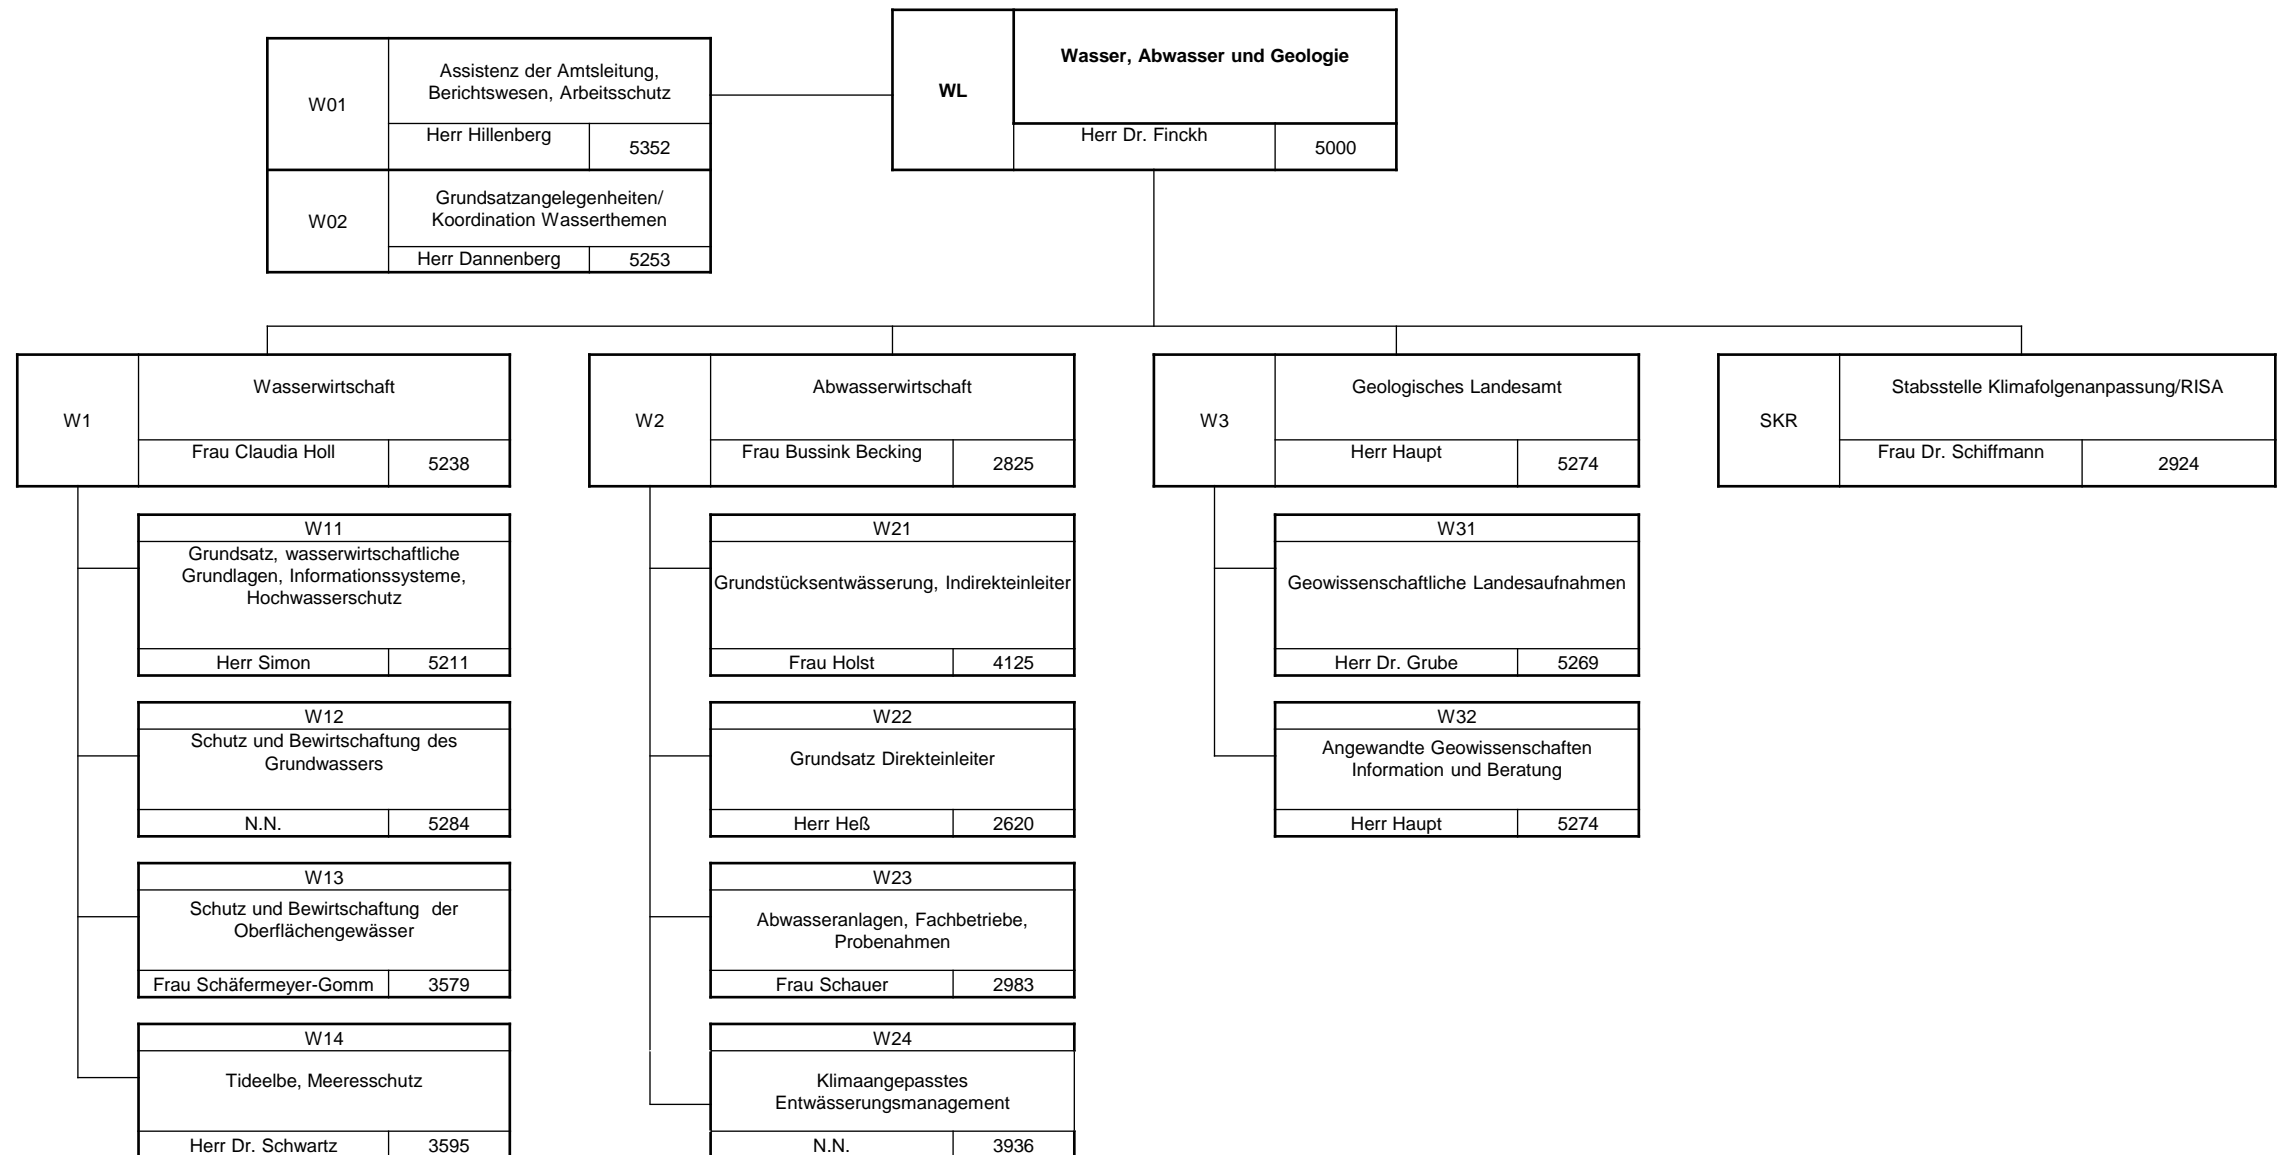 WL
Wasser, Abwasser und Geologie
Herr Dr. Finckh
5000
W01
Assistenz der Amtsleitung,
Berichtswesen, Arbeitsschutz
Herr Hillenberg
5352
W02
Grundsatzangelegenheiten/
Koordination Wasserthemen
Herr Dannenberg
5253
W1
Wasserwirtschaft
Frau Claudia Holl
5238
W11
Grundsatz, wasserwirtschaftliche
Grundlagen, Informationssysteme,
Hochwasserschutz
Herr Simon
5211
W12
Schutz und Bewirtschaftung des
Grundwassers
N.N.
5284
W13
Schutz und Bewirtschaftung der
Oberflächengewässer
Frau Schäfermeyer-Gomm
3579
W14
Tideelbe, Meeresschutz
Herr Dr. Schwartz
3595
W2
Abwasserwirtschaft
Frau Bussink Becking
2825
W21
Grundstücksentwässerung, Indirekteinleiter
Frau Holst
4125
W22
Grundsatz Direkteinleiter
Herr Heß
2620
W23
Abwasseranlagen, Fachbetriebe,
Probenahmen
Frau Schauer
2983
W24
Klimaangepasstes
Entwässerungsmanagement
N.N.
3936
W3
Geologisches Landesamt
Herr Haupt
5274
W31
Geowissenschaftliche Landesaufnahmen
Herr Dr. Grube
5269
W32
Angewandte Geowissenschaften
Information und Beratung
Herr Haupt
5274
SKR
Stabsstelle Klimafolgenanpassung/RISA
Frau Dr. Schiffmann
2924